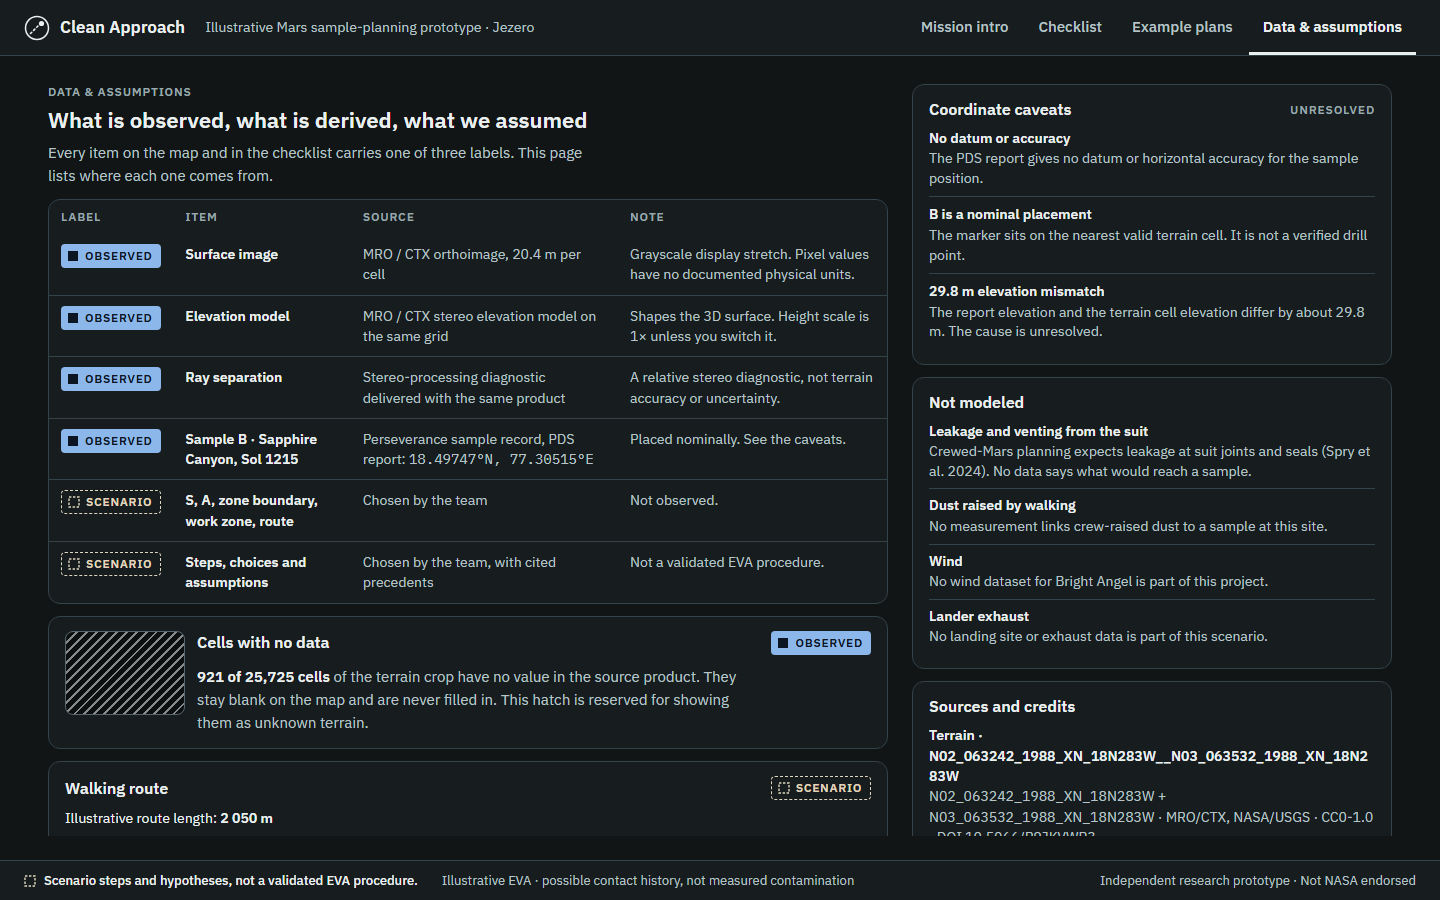 Clean Approach
Illustrative Mars sample-planning prototype · Jezero
Mission intro
Checklist
Example plans
Data & assumptions
DATA & ASSUMPTIONS
What is observed, what is derived, what we assumed
Every item on the map and in the checklist carries one of three labels. This page
lists where each one comes from.
LABEL
ITEM
SOURCE
NOTE
OBSERVED
Surface image
MRO / CTX orthoimage, 20.4 m per
cell
Grayscale display stretch. Pixel values
have no documented physical units.
OBSERVED
Elevation model
MRO / CTX stereo elevation model on
the same grid
Shapes the 3D surface. Height scale is
1× unless you switch it.
OBSERVED
Ray separation
Stereo-processing diagnostic
delivered with the same product
A relative stereo diagnostic, not terrain
accuracy or uncertainty.
OBSERVED
Sample B · Sapphire
Canyon, Sol 1215
Perseverance sample record, PDS
report: 18.49747°N, 77.30515°E
Placed nominally. See the caveats.
SCENARIO
S, A, zone boundary,
work zone, route
Chosen by the team
Not observed.
SCENARIO
Steps, choices and
assumptions
Chosen by the team, with cited
precedents
Not a validated EVA procedure.
Cells with no data
OBSERVED
921 of 25,725 cells of the terrain crop have no value in the source product. They
stay blank on the map and are never filled in. This hatch is reserved for showing
them as unknown terrain.
Walking route
SCENARIO
Illustrative route length: 2 050 m
Coordinate caveats
UNRESOLVED
No datum or accuracy
The PDS report gives no datum or horizontal accuracy for the sample
position.
B is a nominal placement
The marker sits on the nearest valid terrain cell. It is not a verified drill
point.
29.8 m elevation mismatch
The report elevation and the terrain cell elevation differ by about 29.8
m. The cause is unresolved.
Not modeled
Leakage and venting from the suit
Crewed-Mars planning expects leakage at suit joints and seals (Spry et
al. 2024). No data says what would reach a sample.
Dust raised by walking
No measurement links crew-raised dust to a sample at this site.
Wind
No wind dataset for Bright Angel is part of this project.
Lander exhaust
No landing site or exhaust data is part of this scenario.
Sources and credits
Terrain ·
N02_063242_1988_XN_18N283W__N03_063532_1988_XN_18N2
83W
N02_063242_1988_XN_18N283W +
N03_063532_1988_XN_18N283W · MRO/CTX, NASA/USGS · CC0-1.0
Scenario steps and hypotheses, not a validated EVA procedure.
Illustrative EVA · possible contact history, not measured contamination
Independent research prototype · Not NASA endorsed